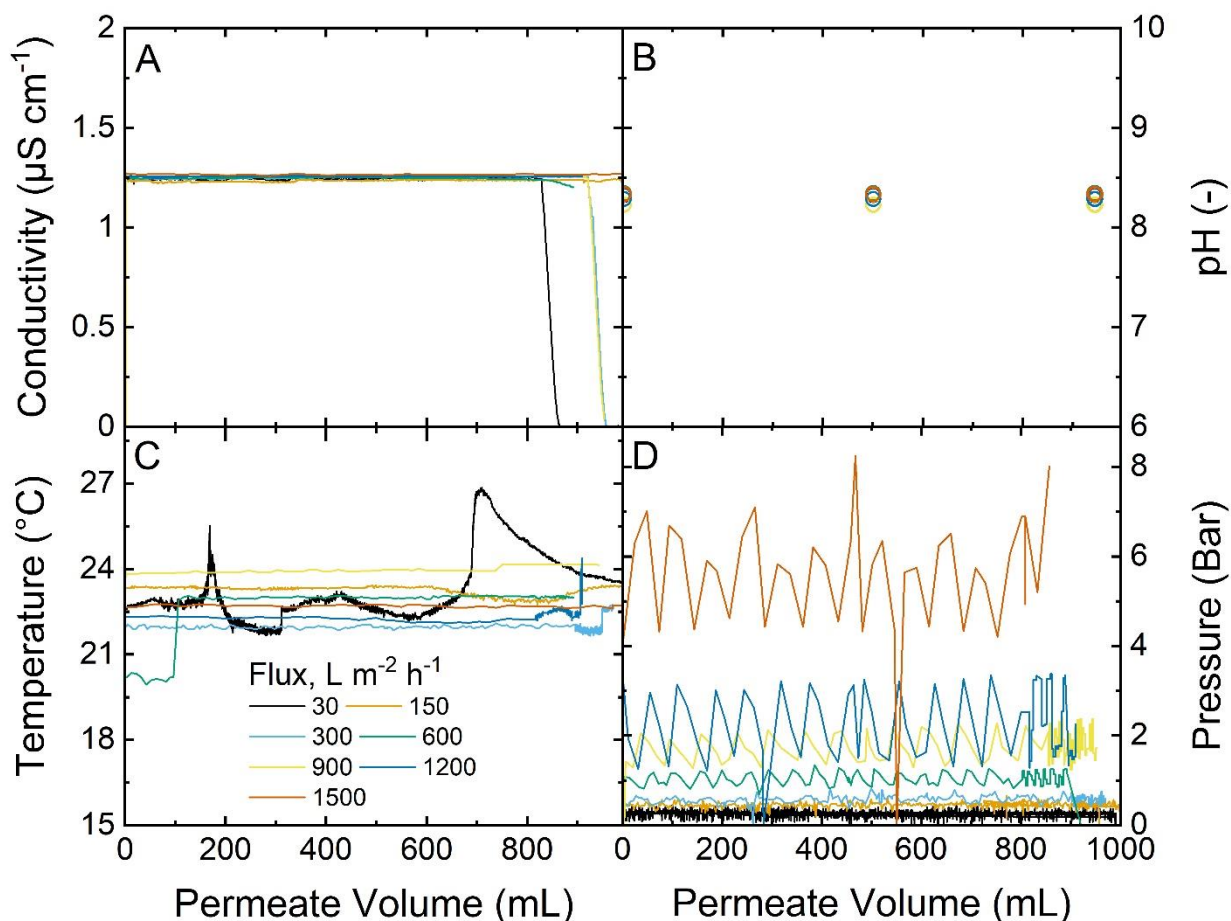 A
B
2
1.5
1
0.5
0
Conductivity (µS cm⁻¹)
10
9
8
7
6
pH (-)
C
D
27
24
21
18
15
Temperature (°C)
Flux, L m⁻² h⁻¹
30 150
300 600
900 1200
1500
8
6
4
2
0
Pressure (Bar)
0 200 400 600 800
0 200 400 600 800 1000
Permeate Volume (mL)
Permeate Volume (mL)